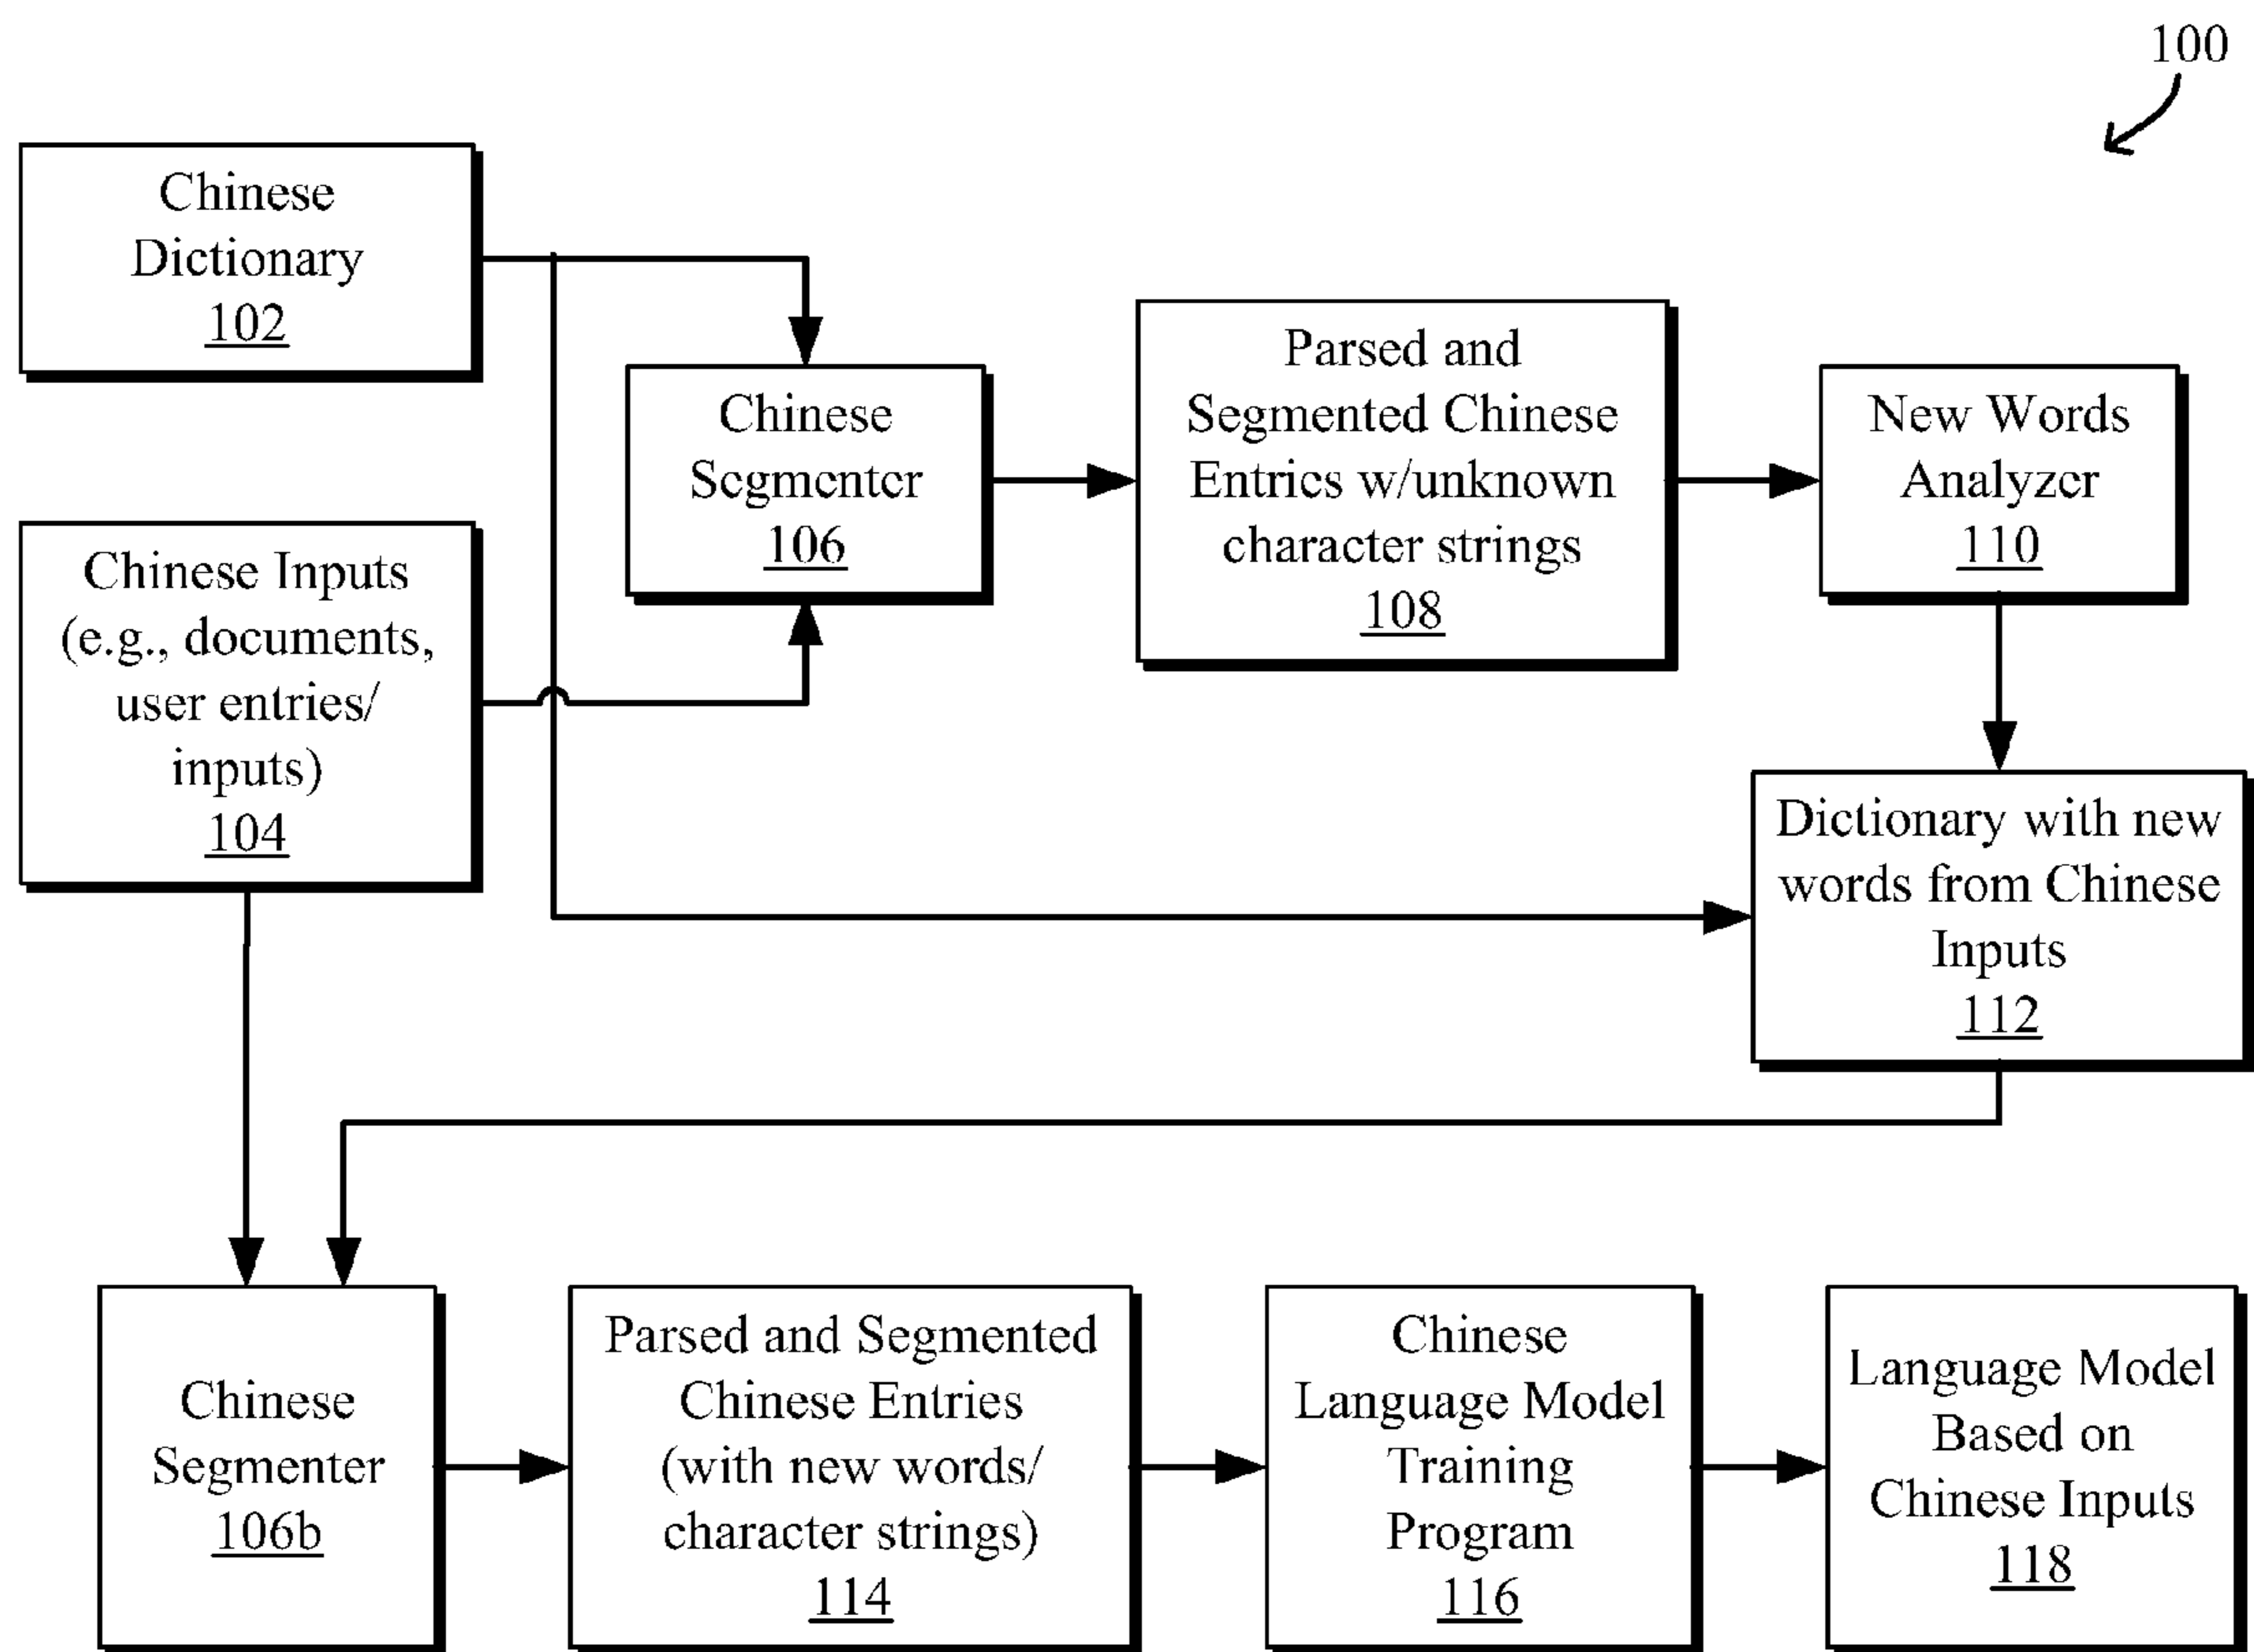 100
Chinese
Dictionary
102
Chinese
Segmenter
106
Parsed and
Segmented Chinese
Entries w/unknown
character strings
108
New Words
Analyzer
110
Chinese Inputs
(e.g., documents,
user entries/
inputs)
104
Dictionary with new
words from Chinese
Inputs
112
Chinese
Segmenter
106b
Parsed and Segmented
Chinese Entries
(with new words/
character strings)
114
Chinese
Language Model
Training
Program
116
Language Model
Based on
Chinese Inputs
118